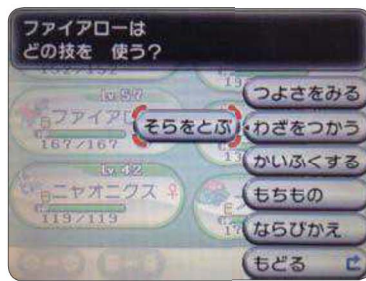 ファイアローは
どの技を 使う?
Lv.57
ファイアロ
167/167
そらをとぶ
つよさをみる
わざをつかう
かいふくする
もちもの
ならびかえ
もどる
Lv.42
ニャオニクス ♀
119/119